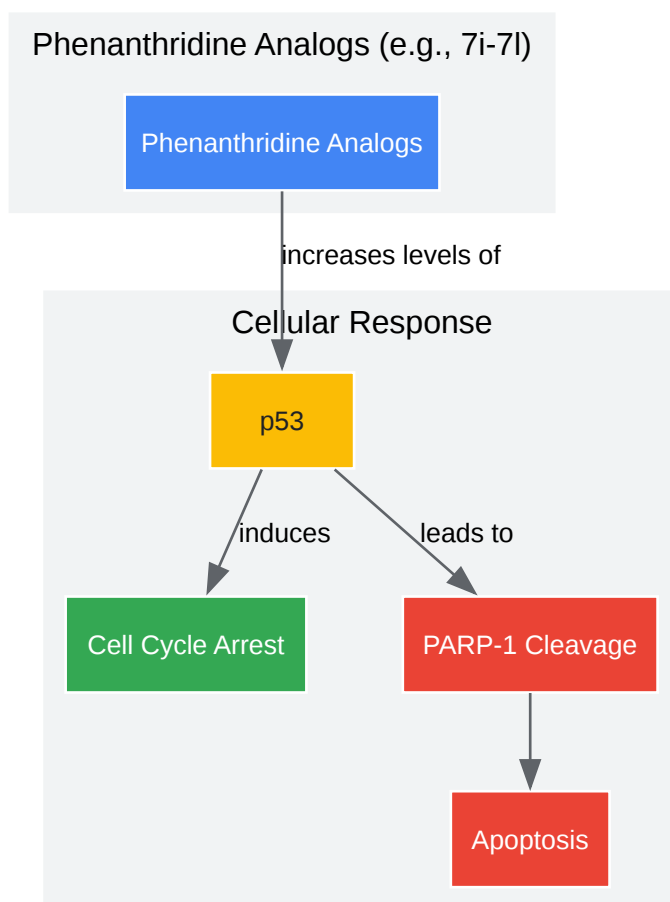 Phenanthridine Analogs (e.g., 7i-7l)
Phenanthridine Analogs
increases levels of
Cellular Response
p53
induces
leads to
Cell Cycle Arrest
PARP-1 Cleavage
Apoptosis